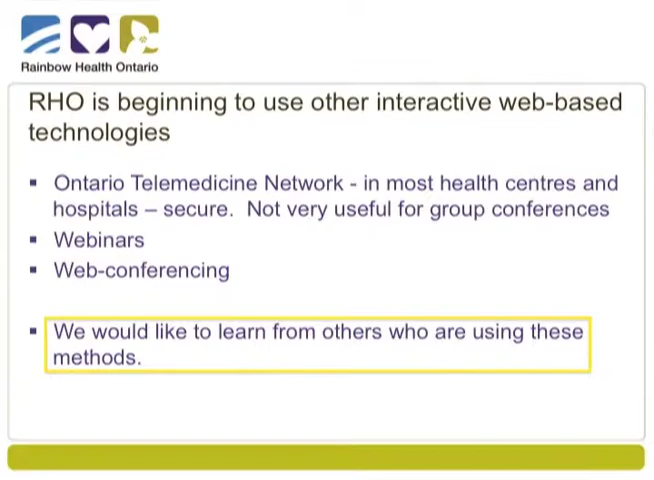 Rainbow Health Ontario
RHO is beginning to use other interactive web-based
technologies
▪ Ontario Telemedicine Network - in most health centres and
hospitals – secure.  Not very useful for group conferences
▪ Webinars
▪ Web-conferencing
▪ We would like to learn from others who are using these
methods.